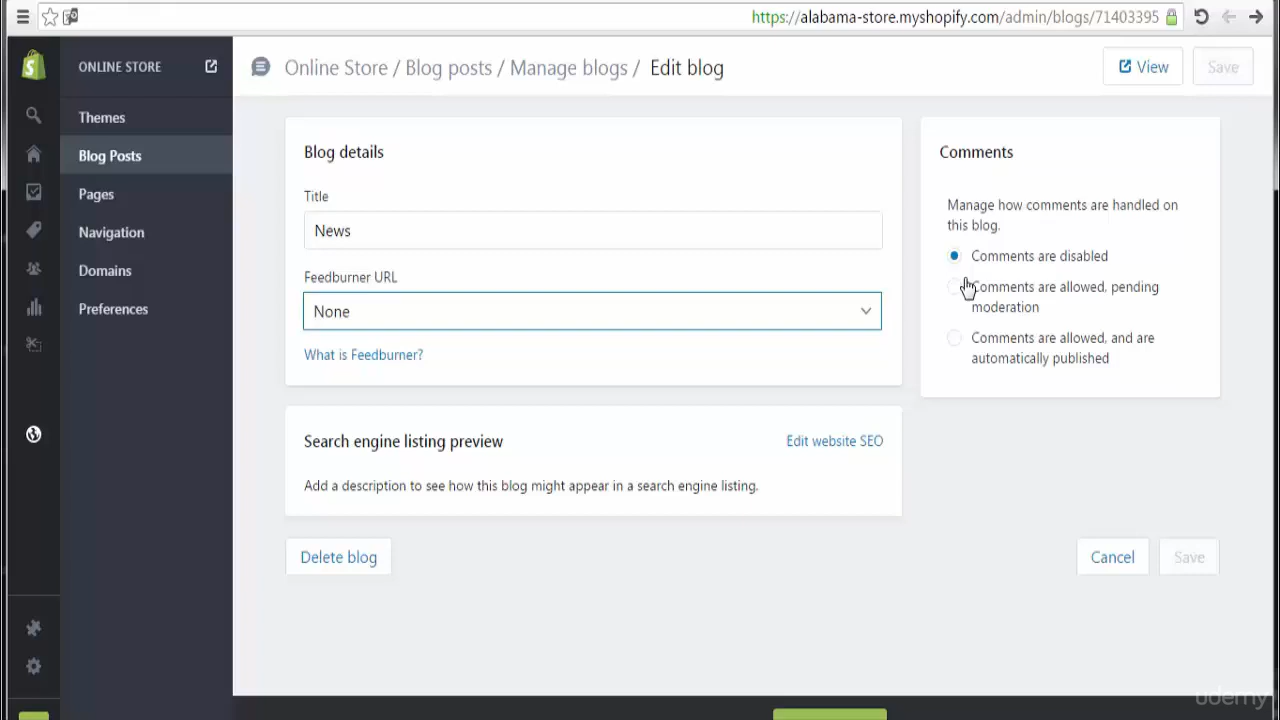 https://alabama-store.myshopify.com/admin/blogs/71403395
ONLINE STORE
Online Store / Blog posts / Manage blogs / Edit blog
View
Save
Themes
Blog Posts
Pages
Navigation
Domains
Preferences
Blog details
Title
News
Feedburner URL
None
What is Feedburner?
Search engine listing preview
Edit website SEO
Add a description to see how this blog might appear in a search engine listing.
Delete blog
Comments
Manage how comments are handled on
this blog.
Comments are disabled
Comments are allowed, pending
moderation
Comments are allowed, and are
automatically published
Cancel
Save
udemy